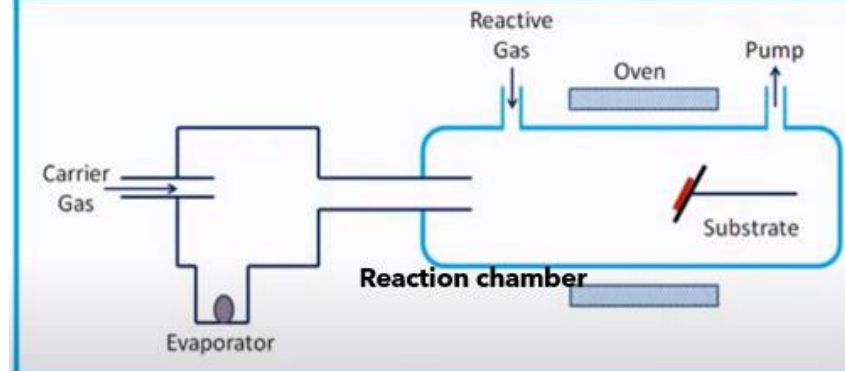 Reactive
Gas
Pump
Oven
Carrier
Gas
Substrate
Reaction chamber
Evaporator